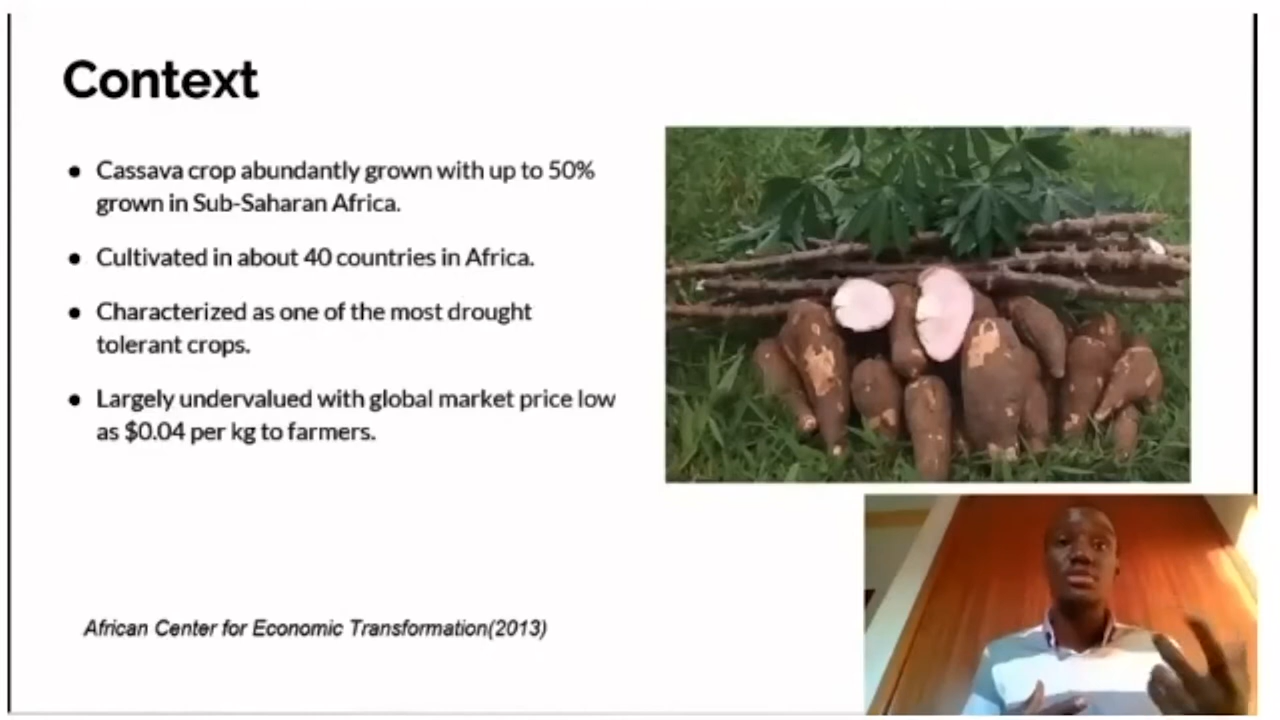 Context
● Cassava crop abundantly grown with up to 50%
grown in Sub-Saharan Africa.
● Cultivated in about 40 countries in Africa.
● Characterized as one of the most drought
tolerant crops.
● Largely undervalued with global market price low
as $0.04 per kg to farmers.
African Center for Economic Transformation(2013)